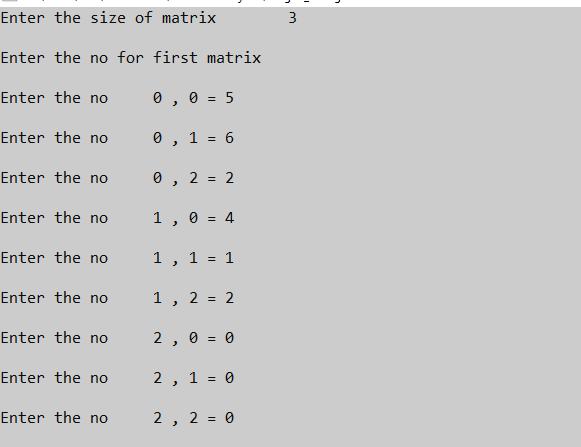 Enter the size of matrix        3
Enter the no for first matrix
Enter the no     0 , 0 = 5
Enter the no     0 , 1 = 6
Enter the no     0 , 2 = 2
Enter the no     1 , 0 = 4
Enter the no     1 , 1 = 1
Enter the no     1 , 2 = 2
Enter the no     2 , 0 = 0
Enter the no     2 , 1 = 0
Enter the no     2 , 2 = 0